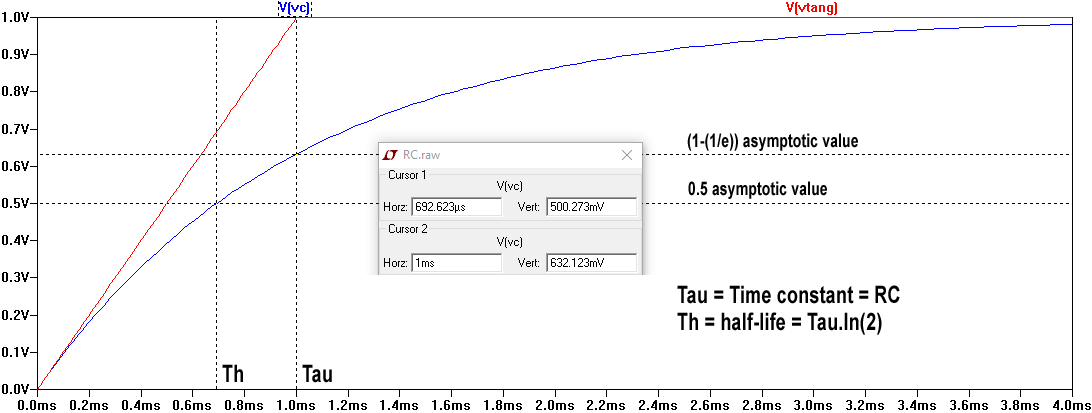 V(vc) V(vtang)
1.0V
0.9V
0.8V
0.7V
0.6V
0.5V
0.4V
0.3V
0.2V
0.1V
0.0V
(1-(1/e)) asymptotic value
0.5 asymptotic value
RC.raw
Cursor 1
V(vc)
Horz: 692.623µs Vert: 500.273mV
Cursor 2
V(vc)
Horz: 1ms Vert: 632.123mV
Tau = Time constant = RC
Th = half-life = Tau.ln(2)
Th Tau
0.0ms 0.2ms 0.4ms 0.6ms 0.8ms 1.0ms 1.2ms 1.4ms 1.6ms 1.8ms 2.0ms 2.2ms 2.4ms 2.6ms 2.8ms 3.0ms 3.2ms 3.4ms 3.6ms 3.8ms 4.0ms